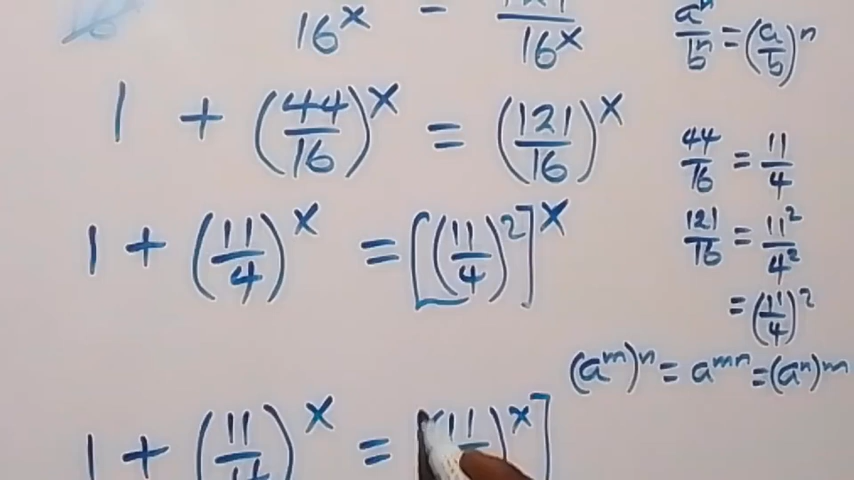 16^x = 121 / 16^x
1 + (44/16)^x = (121/16)^x
1 + (11/4)^x = [(11/4)^2]^x
1 + (11/4)^x = (11/)^x]
a^n/b^n = (a/b)^n
44/16 = 11/4
121/16 = 11^2/4^2
= (11/4)^2
(a^m)^n = a^mn = (a^n)^m